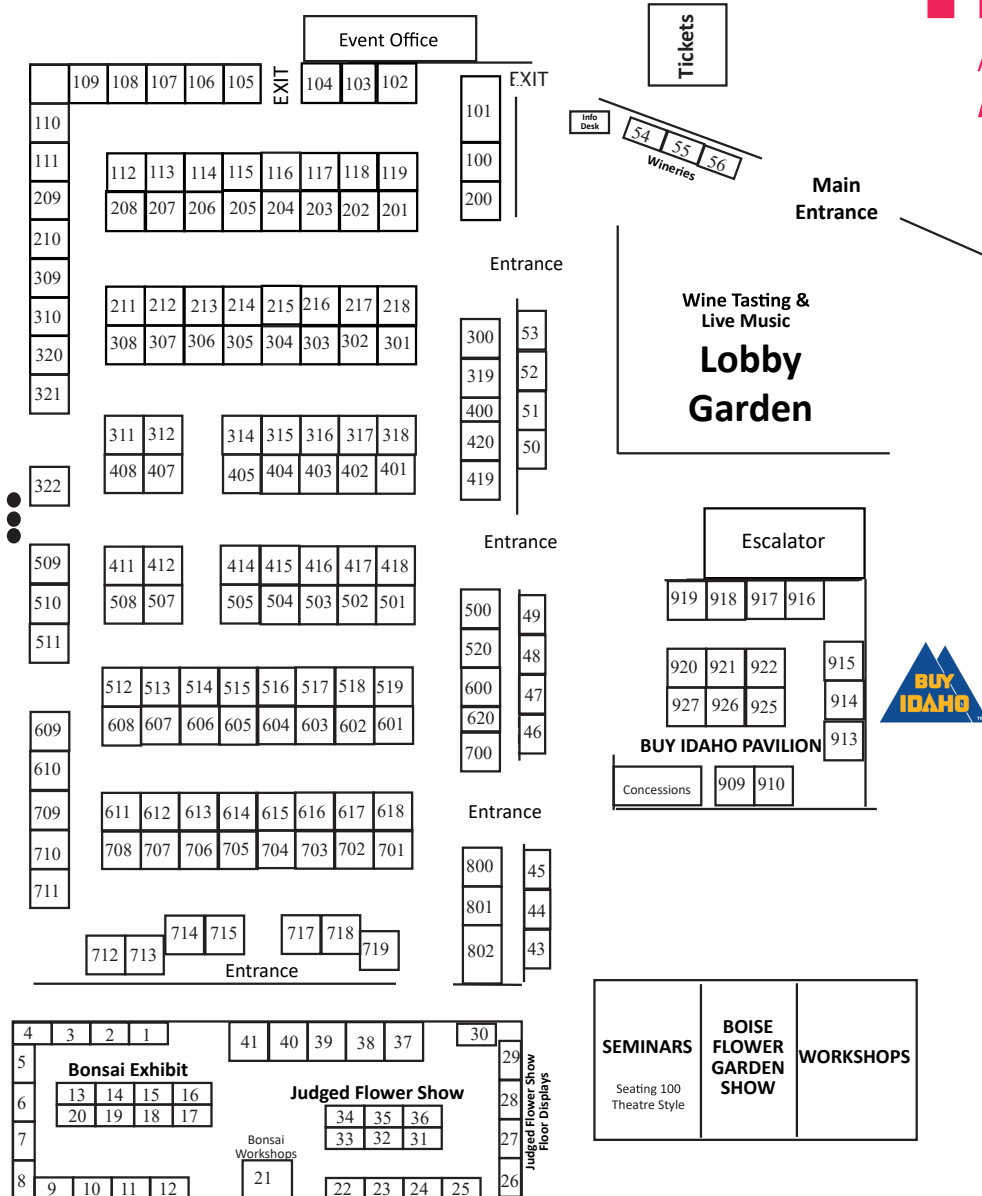 Event Office
Tickets
109 108 107 106 105 EXIT 104 103 102
EXIT
101
110
Info
Desk
54 55 56
Wineries
111
100
112 113 114 115 116 117 118 119
209
200
208 207 206 205 204 203 202 201
Main
Entrance
210
309
Entrance
310
211 212 213 214 215 216 217 218
320
308 307 306 305 304 303 302 301
321
300
53
319
52
400
51
420
50
419
Wine Tasting &
Live Music
Lobby
Garden
311 312 314 315 316 317 318
408 407 405 404 403 402 401
322
Entrance
Escalator
509
411 412 414 415 416 417 418
510
508 507 505 504 503 502 501
511
500
49
520
48
600
47
620
46
700
919 918 917 916
920 921 922
927 926 925
915
914
913
BUY
IDAHO
TM
BUY IDAHO PAVILION
Concessions
909 910
512 513 514 515 516 517 518 519
608 607 606 605 604 603 602 601
609
610
709
710
711
611 612 613 614 615 616 617 618
708 707 706 705 704 703 702 701
Entrance
800
45
801
44
802
43
712 713 714 715 717 718 719
Entrance
4 3 2 1
41 40 39 38 37
30
5
29
6
28
7
27
8
26
Bonsai Exhibit
13 14 15 16
20 19 18 17
Judged Flower Show
34 35 36
33 32 31
Judged Flower Show
Floor Displays
Bonsai
Workshops
21
9 10 11 12
22 23 24 25
SEMINARS
Seating 100
Theatre Style
BOISE
FLOWER
GARDEN
SHOW
WORKSHOPS